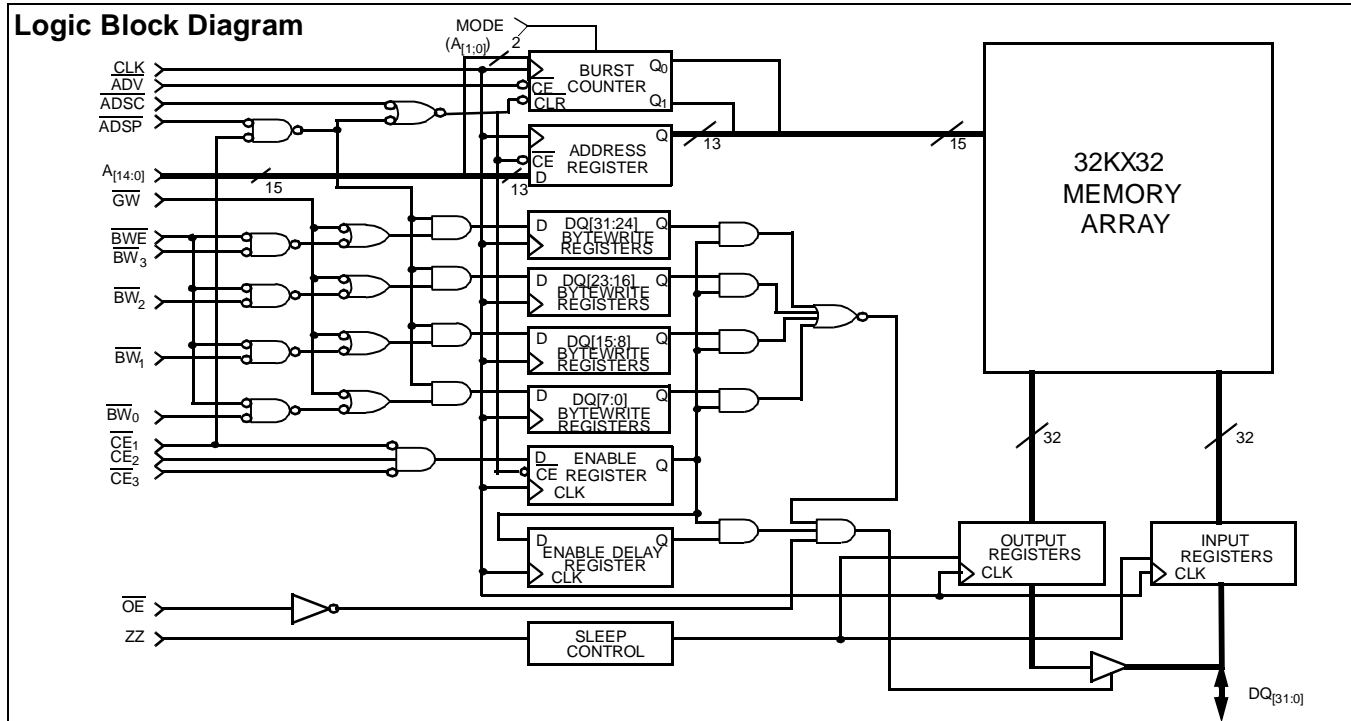 Logic Block Diagram
MODE
(A[1;0])
2
CLK
ADV
ADSC
ADSP
A[14:0]
15
GW
BWE
BW3
BW2
BW1
BW0
CE1
CE2
CE3
OE
ZZ
BURST
COUNTER
CE
CLR
Q0
Q1
ADDRESS
REGISTER
CE
D
Q
13
13
15
D
DQ[31:24]
BYTEWRITE
REGISTERS
Q
D
DQ[23:16]
BYTEWRITE
REGISTERS
Q
D
DQ[15:8]
BYTEWRITE
REGISTERS
Q
D
DQ[7:0]
BYTEWRITE
REGISTERS
Q
D
ENABLE
REGISTER
CE
CLK
Q
D
ENABLE DELAY
REGISTER
CLK
Q
SLEEP
CONTROL
32KX32
MEMORY
ARRAY
32
32
OUTPUT
REGISTERS
CLK
INPUT
REGISTERS
CLK
DQ[31:0]